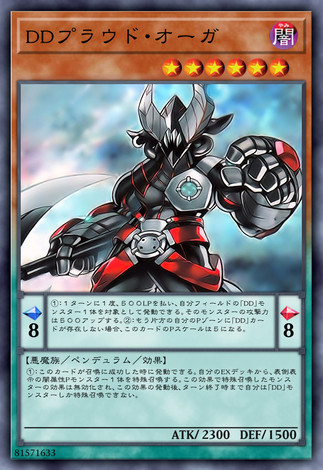 DDプラウド・オーガ
闇
やみ
①：１ターンに１度、５００LPを払い、自分フィールドの「DD」モ
ンスター１体を対象として発動できる。そのモンスターの攻撃力
は５００アップする。②：もう片方の自分のPゾーンに「DD」カー
ドが存在しない場合、このカードのPスケールは５になる。
8
8
【悪魔族／ペンデュラム／効果】
①：このカードが召喚に成功した時に発動できる。自分のEXデッキから、表側表
示の闇属性Pモンスター１体を特殊召喚する。この効果で特殊召喚したモンス
ターの効果は無効化され、この効果の発動後、ターン終了時まで自分は「DD」モ
ンスターしか特殊召喚できない。
ATK/ 2300 DEF/1500
81571633